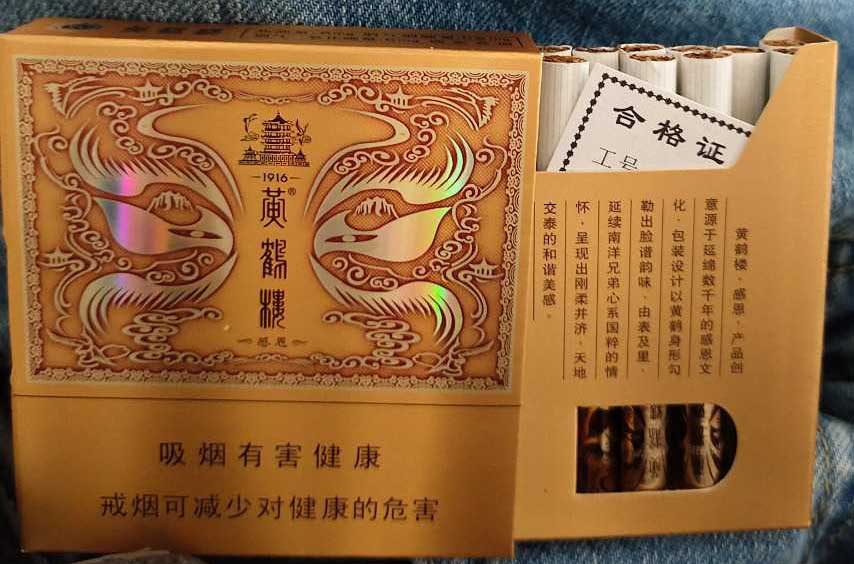 1916
黄®
鹤
楼
感恩
吸烟有害健康
戒烟可减少对健康的危害
合格证
工号
黄鹤楼·感恩·产品创
意源于延绵数千年的感恩文
化·包装设计以黄鹤身形勾
勒出脸谱韵味·由表及里·
延续南洋兄弟心系国粹的情
怀·呈现出刚柔并济·天地
交泰的和谐美感。